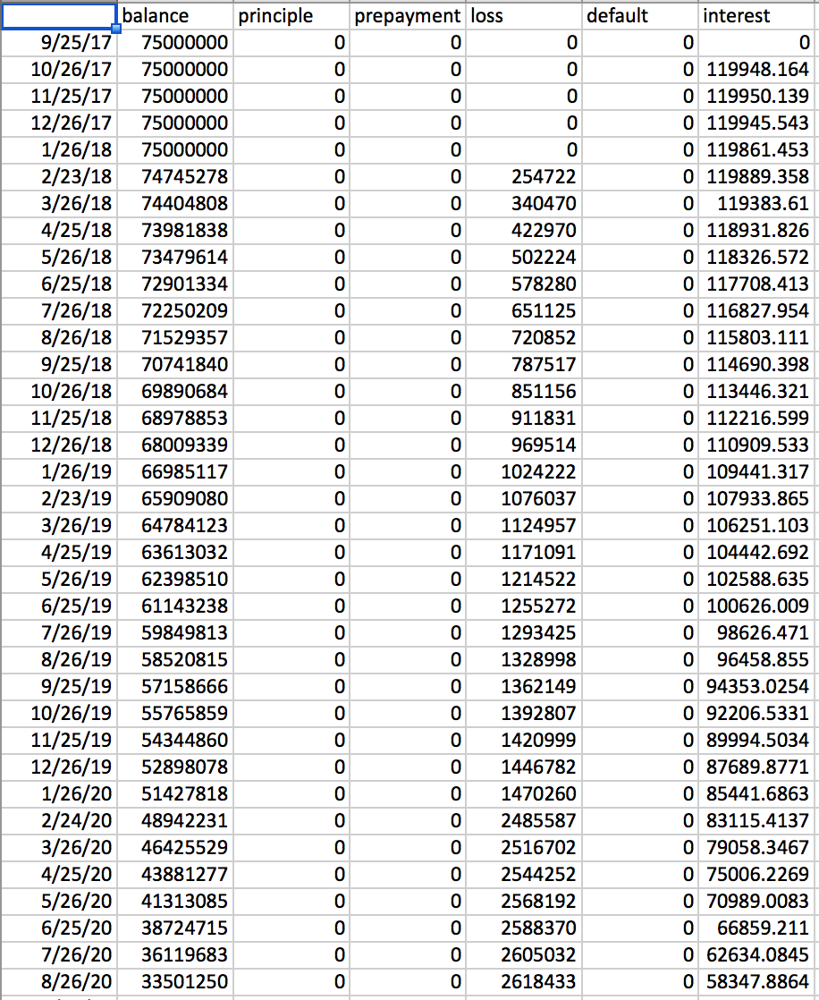 balance principle prepayment loss default interest
9/25/17 75000000 0 0 0 0 0
10/26/17 75000000 0 0 0 0 119948.164
11/25/17 75000000 0 0 0 0 119950.139
12/26/17 75000000 0 0 0 0 119945.543
1/26/18 75000000 0 0 0 0 119861.453
2/23/18 74745278 0 0 254722 0 119889.358
3/26/18 74404808 0 0 340470 0 119383.61
4/25/18 73981838 0 0 422970 0 118931.826
5/26/18 73479614 0 0 502224 0 118326.572
6/25/18 72901334 0 0 578280 0 117708.413
7/26/18 72250209 0 0 651125 0 116827.954
8/26/18 71529357 0 0 720852 0 115803.111
9/25/18 70741840 0 0 787517 0 114690.398
10/26/18 69890684 0 0 851156 0 113446.321
11/25/18 68978853 0 0 911831 0 112216.599
12/26/18 68009339 0 0 969514 0 110909.533
1/26/19 66985117 0 0 1024222 0 109441.317
2/23/19 65909080 0 0 1076037 0 107933.865
3/26/19 64784123 0 0 1124957 0 106251.103
4/25/19 63613032 0 0 1171091 0 104442.692
5/26/19 62398510 0 0 1214522 0 102588.635
6/25/19 61143238 0 0 1255272 0 100626.009
7/26/19 59849813 0 0 1293425 0 98626.471
8/26/19 58520815 0 0 1328998 0 96458.855
9/25/19 57158666 0 0 1362149 0 94353.0254
10/26/19 55765859 0 0 1392807 0 92206.5331
11/25/19 54344860 0 0 1420999 0 89994.5034
12/26/19 52898078 0 0 1446782 0 87689.8771
1/26/20 51427818 0 0 1470260 0 85441.6863
2/24/20 48942231 0 0 2485587 0 83115.4137
3/26/20 46425529 0 0 2516702 0 79058.3467
4/25/20 43881277 0 0 2544252 0 75006.2269
5/26/20 41313085 0 0 2568192 0 70989.0083
6/25/20 38724715 0 0 2588370 0 66859.211
7/26/20 36119683 0 0 2605032 0 62634.0845
8/26/20 33501250 0 0 2618433 0 58347.8864